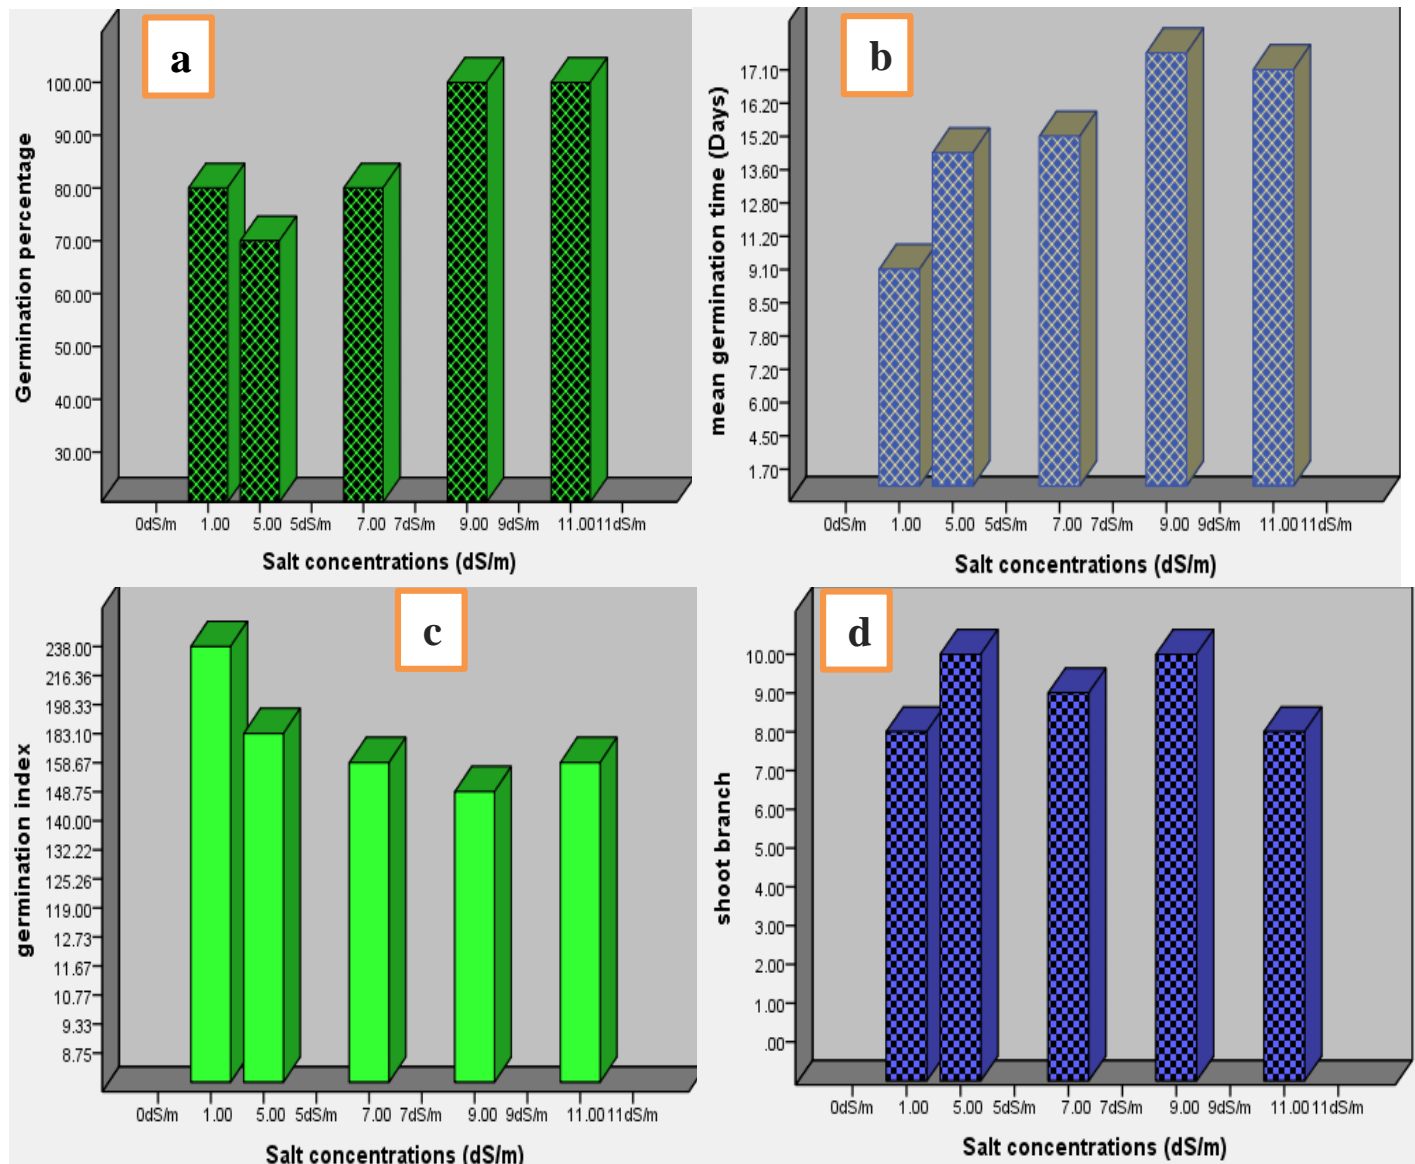 a
100.00
90.00
80.00
70.00
60.00
50.00
40.00
30.00
Germination percentage
0dS/m 1.00 5.00 5dS/m 7.00 7dS/m 9.00 9dS/m 11.00 11dS/m
Salt concentrations (dS/m)
b
17.10
16.20
15.20
13.60
12.80
11.20
9.10
8.50
7.80
7.20
6.00
4.50
1.70
mean germination time (Days)
0dS/m 1.00 5.00 5dS/m 7.00 7dS/m 9.00 9dS/m 11.00 11dS/m
Salt concentrations (dS/m)
c
238.00
216.36
198.33
183.10
158.67
148.75
140.00
132.22
125.26
119.00
12.73
11.67
10.77
9.33
8.75
germination index
0dS/m 1.00 5.00 5dS/m 7.00 7dS/m 9.00 9dS/m 11.00 11dS/m
Salt concentrations (dS/m)
d
10.00
9.00
8.00
7.00
6.00
5.00
4.00
3.00
2.00
1.00
.00
shoot branch
0dS/m 1.00 5.00 5dS/m 7.00 7dS/m 9.00 9dS/m 11.00 11dS/m
Salt concentrations (dS/m)